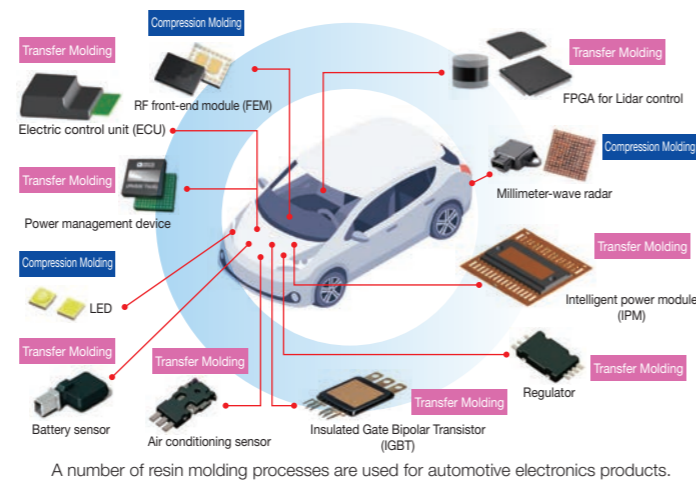 Compression Molding
Transfer Molding
RF front-end module (FEM)
Electric control unit (ECU)
Transfer Molding
FPGA for Lidar control
Compression Molding
Millimeter-wave radar
Transfer Molding
Power management device
Compression Molding
LED
Transfer Molding
Intelligent power module
(IPM)
Transfer Molding
Battery sensor
Transfer Molding
Air conditioning sensor
Transfer Molding
Insulated Gate Bipolar Transistor
(IGBT)
Transfer Molding
Regulator
A number of resin molding processes are used for automotive electronics products.